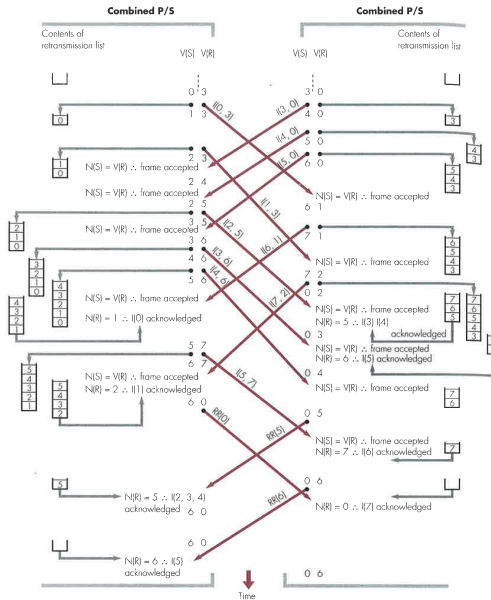 Combined P/S
Combined P/S
Contents of
retransmission list
V(S) V(R)
V(S) V(R)
Contents of
retransmission list
0 3
3 0
1 3
4 0
I(0, 3)
I(3, 0)
0
3
I(4, 0)
5 0
4
3
2 3
I(5, 0)
6 0
1
0
5
4
3
N(S) = V(R) ∴ frame accepted
2 4
N(S) = V(R) ∴ frame accepted
6 1
2 5
I(1, 3)
3 5
N(S) = V(R) ∴ frame accepted
I(2, 5)
2
1
0
7 1
I(6, 1)
6
5
4
3
3 6
4 6
I(3, 6)
3
2
1
0
N(S) = V(R) ∴ frame accepted
5 6
I(4, 6)
4
3
2
1
0
7 2
0 2
I(7, 2)
N(S) = V(R) ∴ frame accepted
N(R) = 1 ∴ I(0) acknowledged
4
3
2
1
N(S) = V(R) ∴ frame accepted
N(R) = 5 ∴ I(3) I(4)
acknowledged
7
6
5
7
6
5
4
3
0 3
N(S) = V(R) ∴ frame accepted
N(R) = 6 ∴ I(5) acknowledged
5 7
6 7
I(5, 7)
5
4
3
2
1
0 4
N(S) = V(R) ∴ frame accepted
N(S) = V(R) ∴ frame accepted
N(R) = 2 ∴ I(1) acknowledged
5
4
3
2
7
6
6 0
RR(0)
0 5
RR(5)
N(S) = V(R) ∴ frame accepted
N(R) = 7 ∴ I(6) acknowledged
7
5
0 6
RR(6)
N(R) = 5 ∴ I(2, 3, 4)
acknowledged
6 0
N(R) = 0 ∴ I(7) acknowledged
6 0
N(R) = 6 ∴ I(5)
acknowledged
6 0
0 6
Time